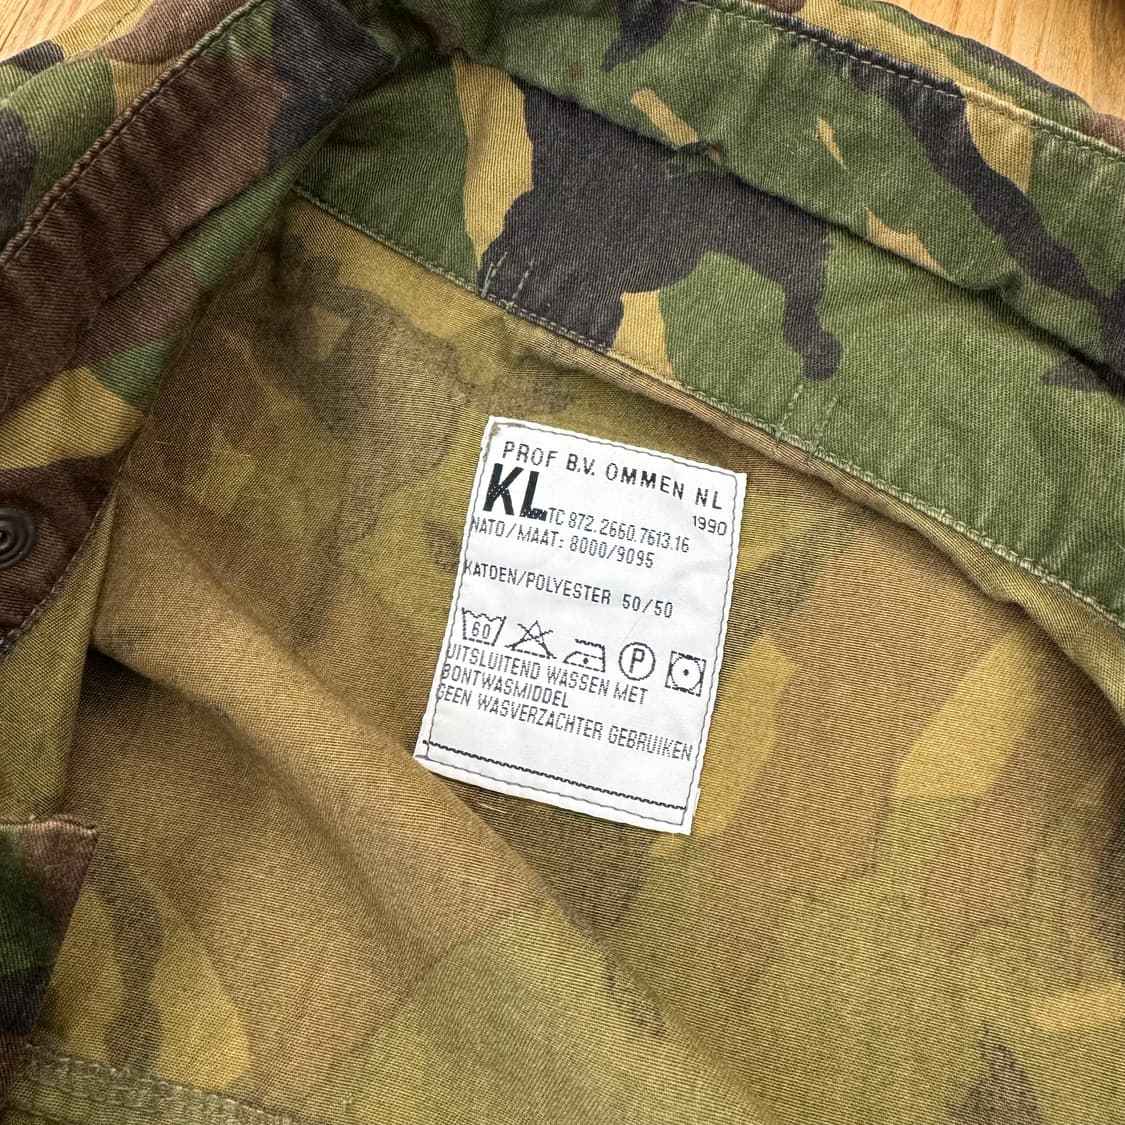 PROF B.V. OMMEN NL
1990
KL TC 872.2660.7613.16
NATO/MAAT: 8000/9095
KATOEN/POLYESTER 50/50
60 P
UITSLUITEND WASSEN MET
BONTWASMIDDEL
GEEN WASVERZACHTER GEBRUIKEN